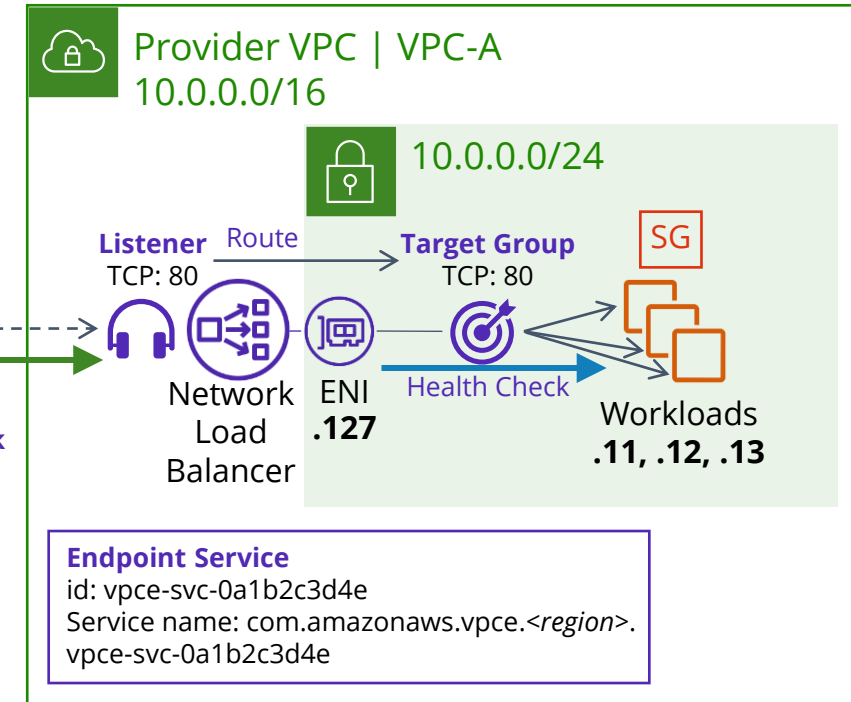 Provider VPC | VPC-A
10.0.0.0/16
10.0.0.0/24
Listener
TCP: 80
Route
Target Group
TCP: 80
SG
Network
Load
Balancer
ENI
.127
Health Check
Workloads
.11, .12, .13
Endpoint Service
id: vpce-svc-0a1b2c3d4e
Service name: com.amazonaws.vpce.<region>.
vpce-svc-0a1b2c3d4e